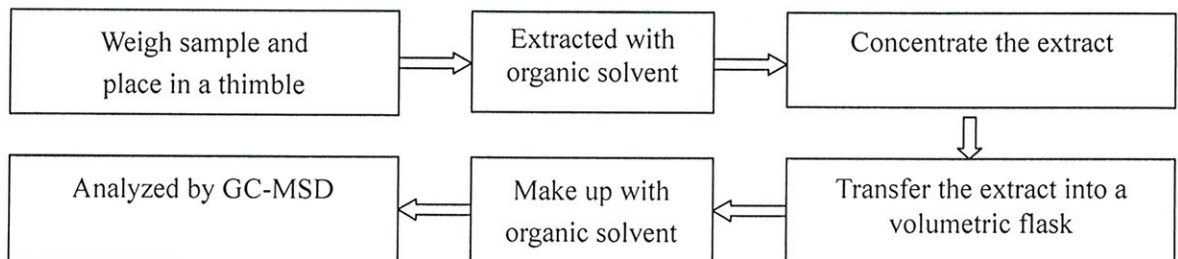 Weigh sample and
place in a thimble
Extracted with
organic solvent
Concentrate the extract
Transfer the extract into a
volumetric flask
Make up with
organic solvent
Analyzed by GC-MSD